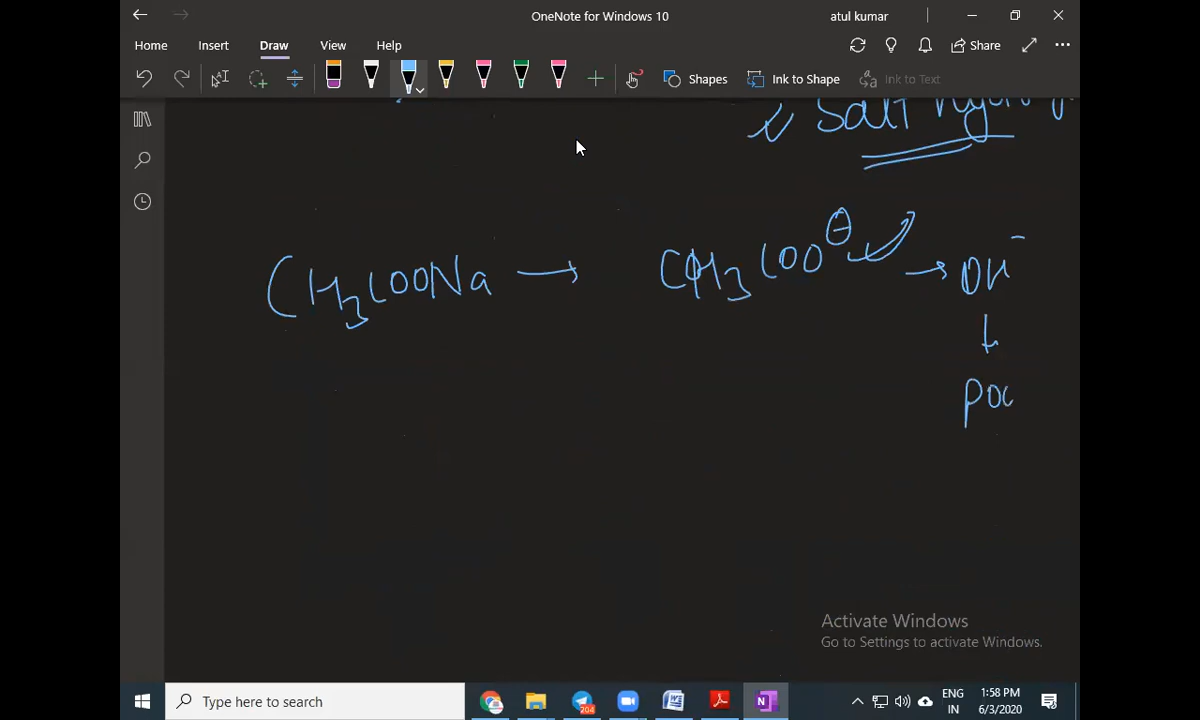 OneNote for Windows 10
atul kumar
Home Insert Draw View Help
Share
Shapes
Ink to Shape
Ink to Text
Salt
CH3COONa → CH3COO⊖ → OH⁻
Activate Windows
Go to Settings to activate Windows.
Type here to search
204
ENG
IN
1:58 PM
6/3/2020